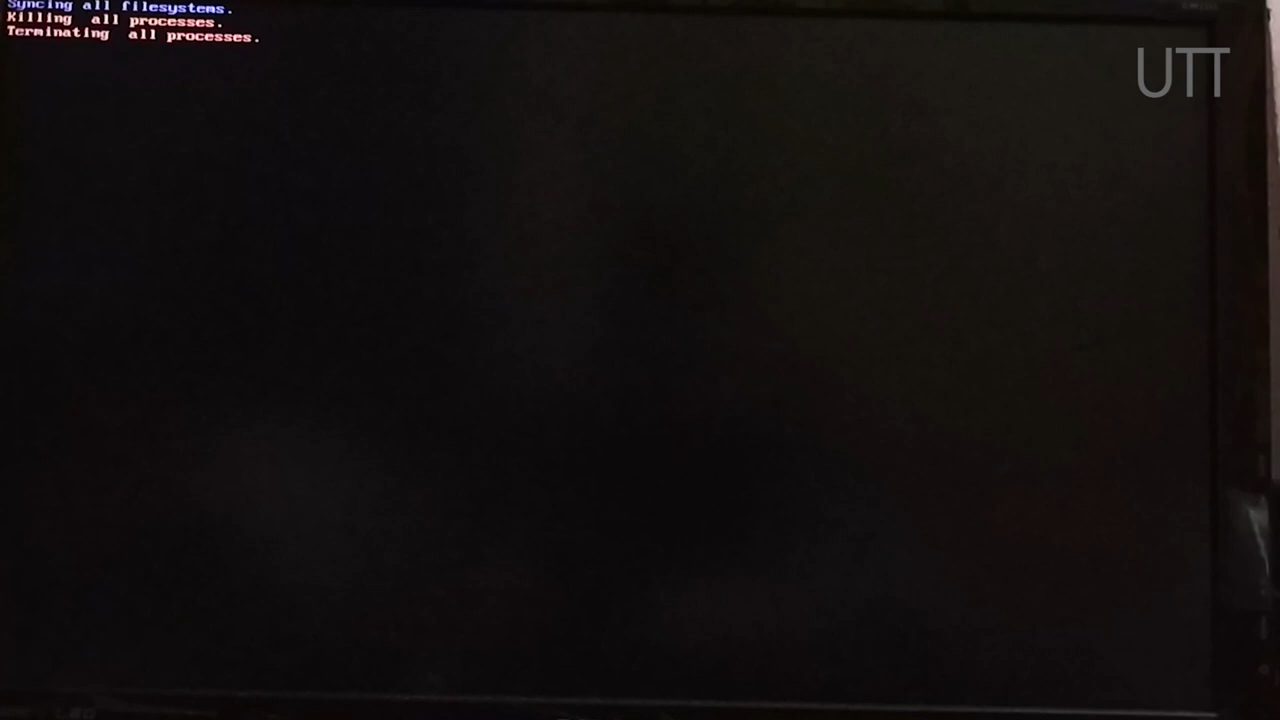 Syncing all filesystems.
Killing all processes.
Terminating all processes.
UTT